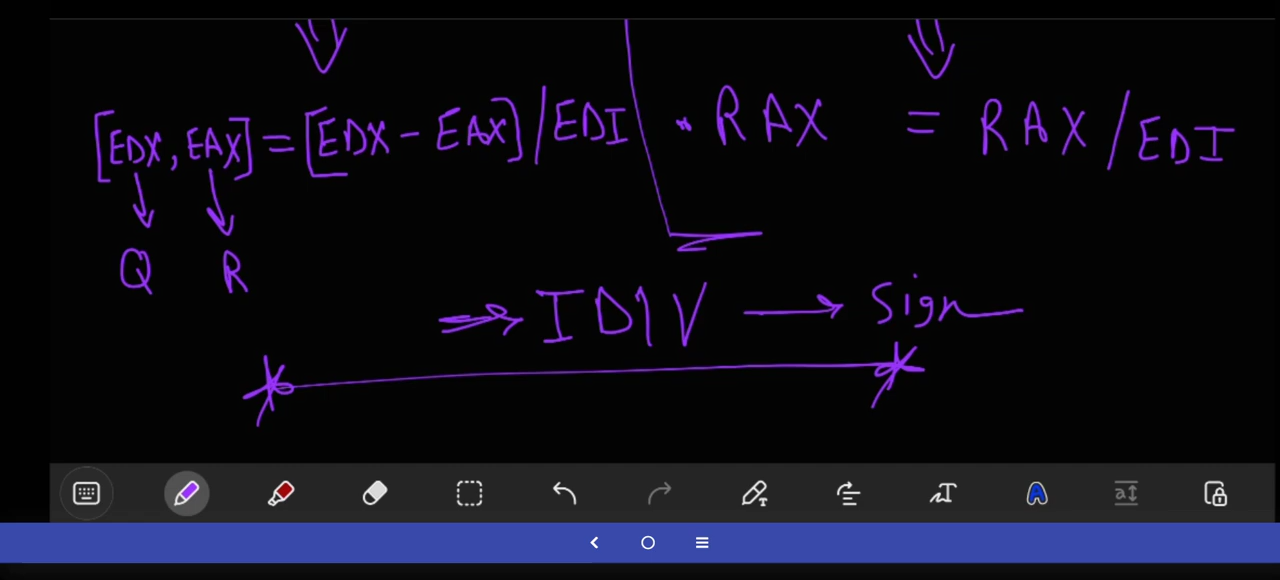 [EDX, EAX] = [EDX - EAX] / EDI
Q R
RAX = RAX / EDI
⇒ IDIV → Sign